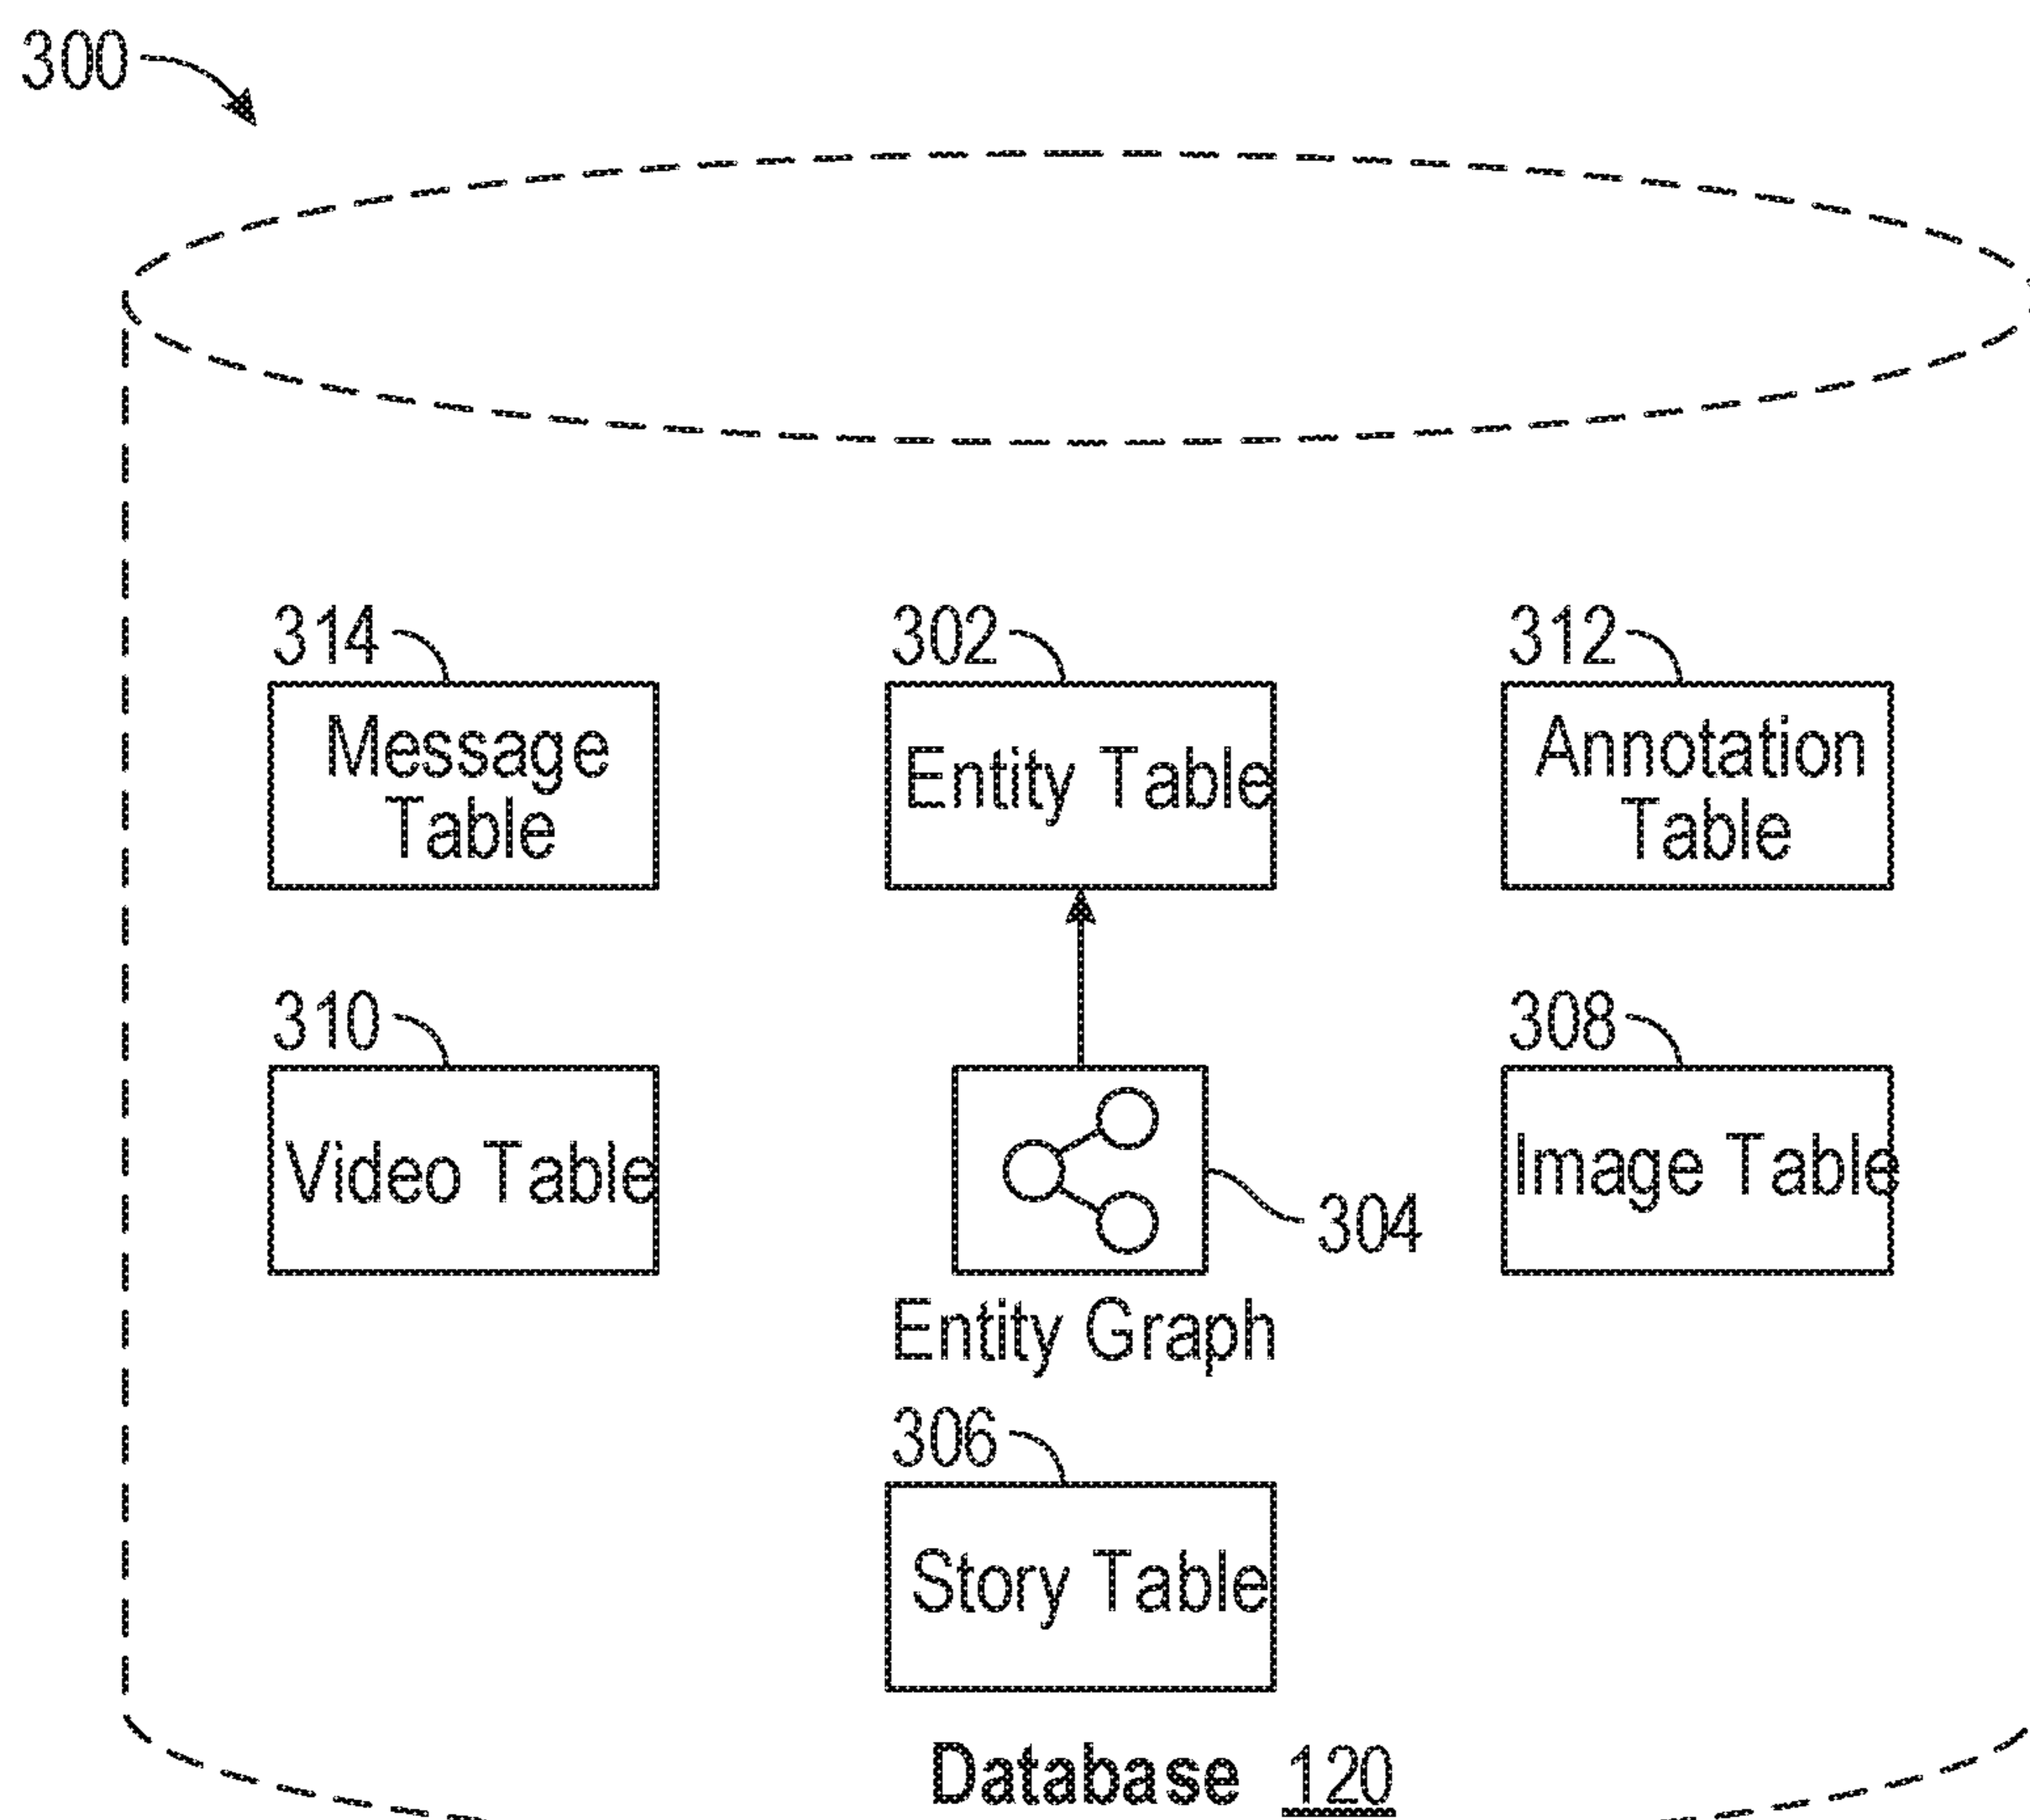 300
314
302
312
Message
Table
Entity Table
Annotation
Table
310
308
Video Table
Image Table
304
Entity Graph
306
Story Table
Database 120